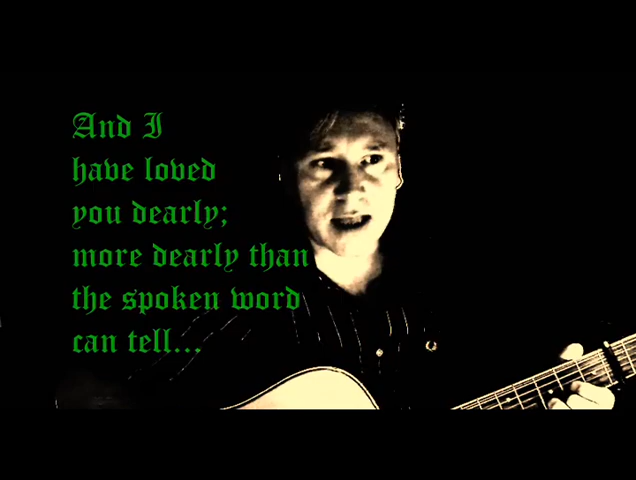 And I
have loved
you dearly;
more dearly than
the spoken word
can tell...